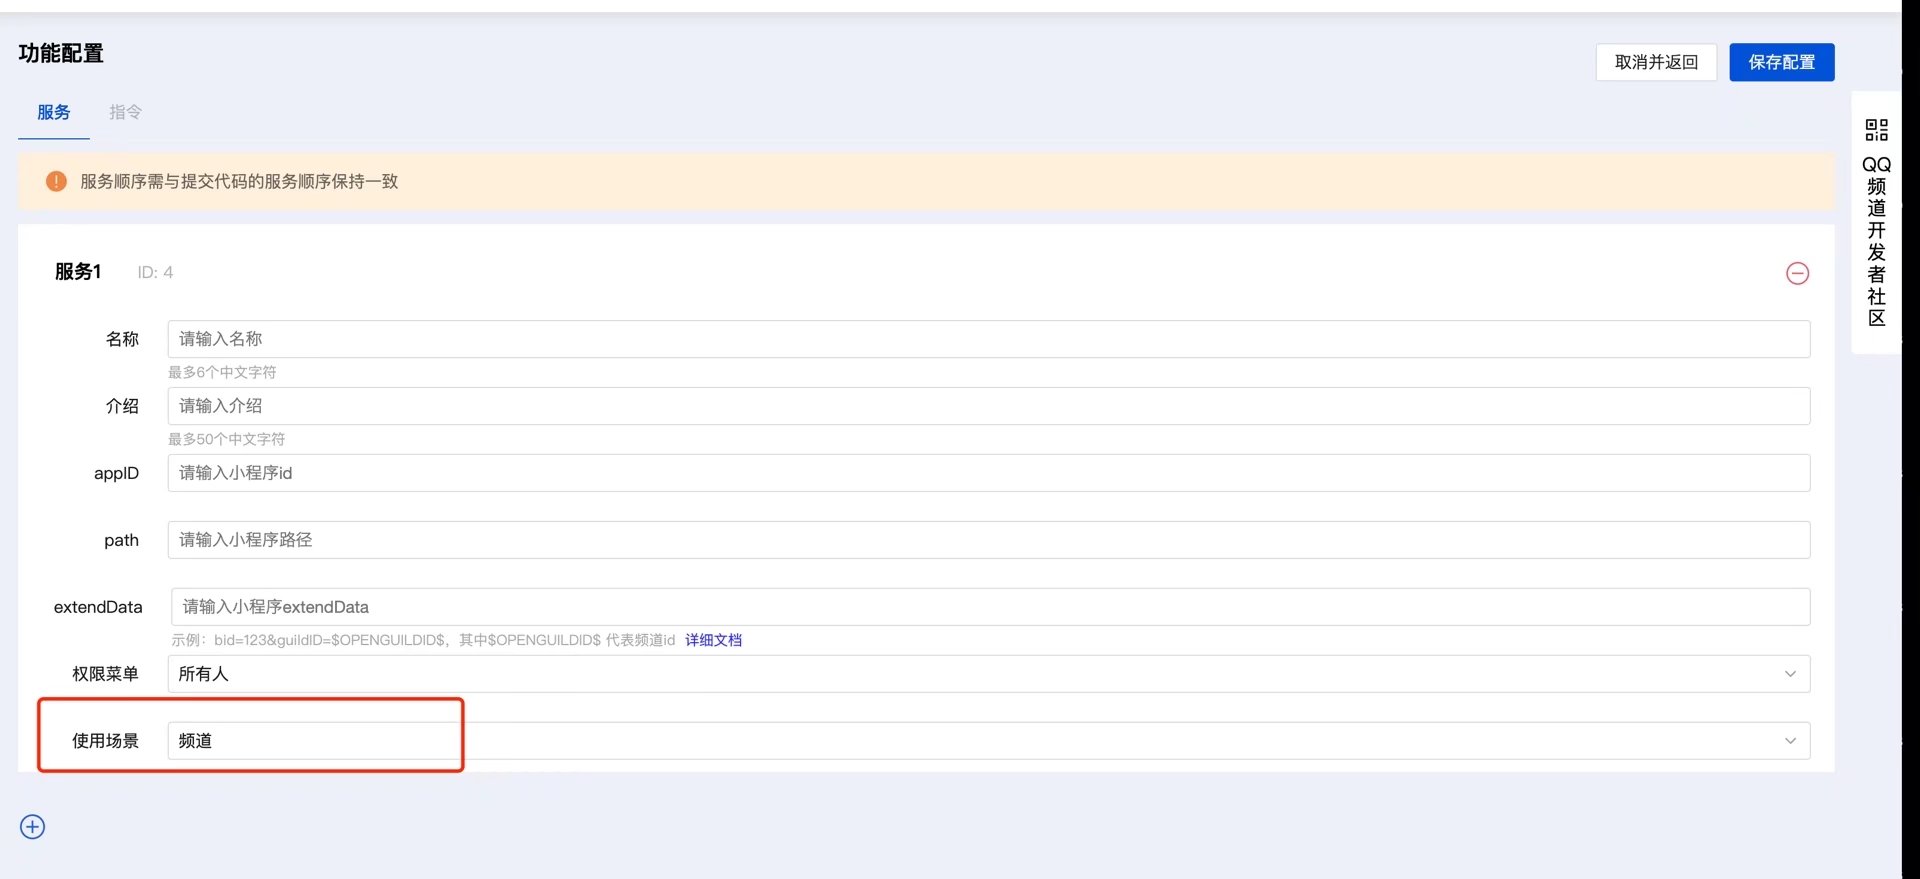 功能配置
取消并返回
保存配置
服务
指令
服务顺序需与提交代码的服务顺序保持一致
服务1
ID: 4
名称
请输入名称
最多6个中文字符
介绍
请输入介绍
最多50个中文字符
appID
请输入小程序id
path
请输入小程序路径
extendData
请输入小程序extendData
示例：bid=123&guildID=$OPENGUILDID$，其中$OPENGUILDID$ 代表频道id 详细文档
权限菜单
所有人
使用场景
频道
QQ频道开发者社区